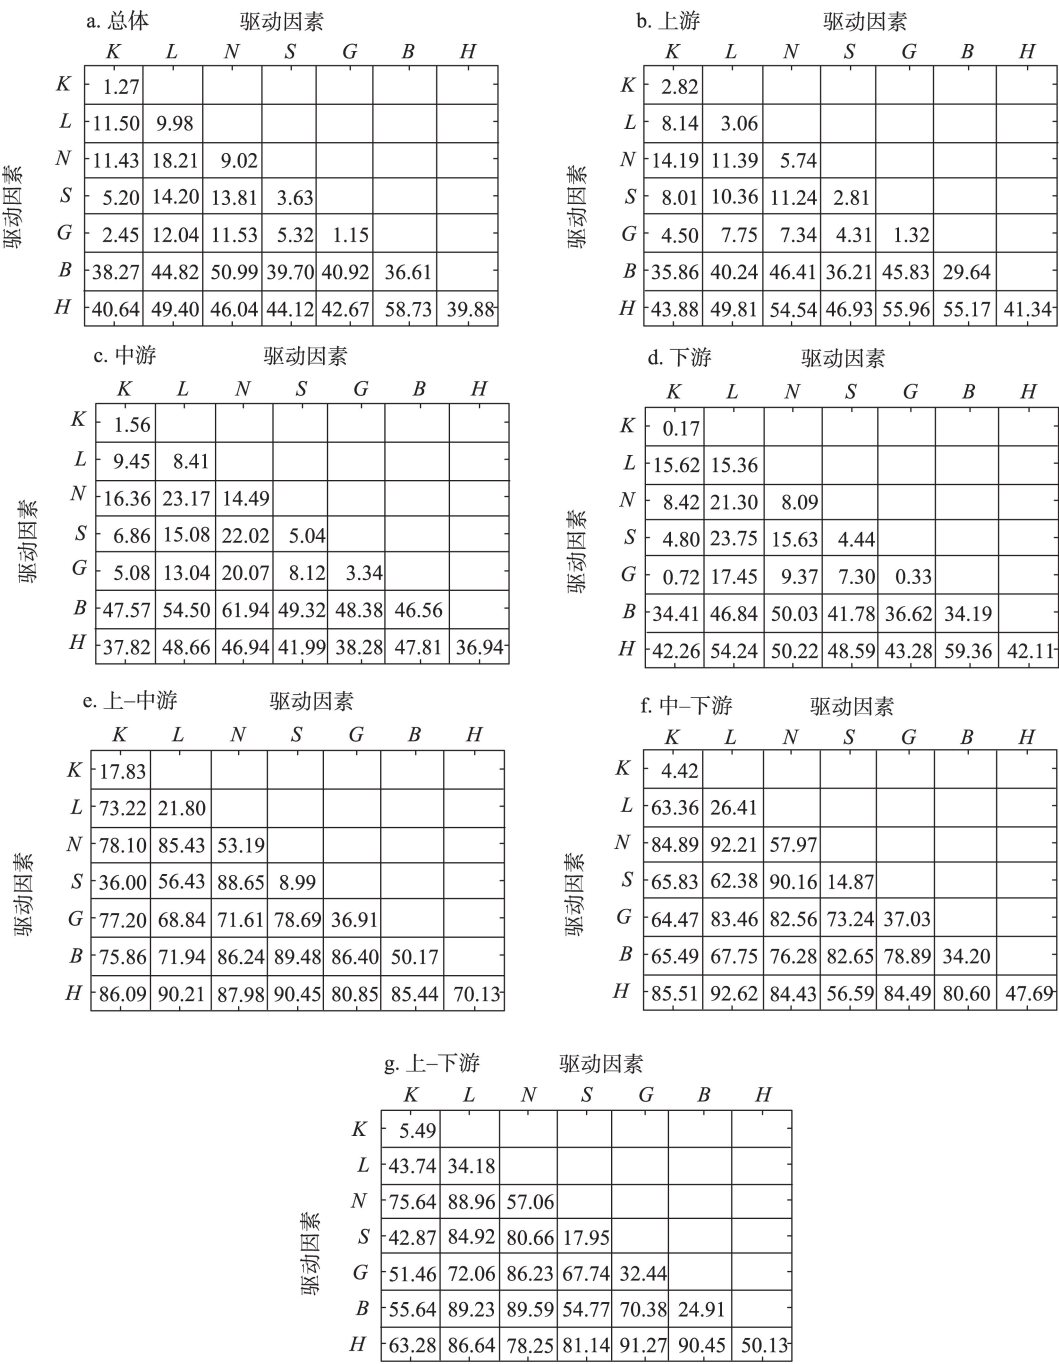 a. 总体 驱动因素
K L N S G B H
K 1.27
L 11.50 9.98
N 11.43 18.21 9.02
S 5.20 14.20 13.81 3.63
G 2.45 12.04 11.53 5.32 1.15
B 38.27 44.82 50.99 39.70 40.92 36.61
H 40.64 49.40 46.04 44.12 42.67 58.73 39.88
驱动因素
b. 上游 驱动因素
K L N S G B H
K 2.82
L 8.14 3.06
N 14.19 11.39 5.74
S 8.01 10.36 11.24 2.81
G 4.50 7.75 7.34 4.31 1.32
B 35.86 40.24 46.41 36.21 45.83 29.64
H 43.88 49.81 54.54 46.93 55.96 55.17 41.34
驱动因素
c. 中游 驱动因素
K L N S G B H
K 1.56
L 9.45 8.41
N 16.36 23.17 14.49
S 6.86 15.08 22.02 5.04
G 5.08 13.04 20.07 8.12 3.34
B 47.57 54.50 61.94 49.32 48.38 46.56
H 37.82 48.66 46.94 41.99 38.28 47.81 36.94
驱动因素
d. 下游 驱动因素
K L N S G B H
K 0.17
L 15.62 15.36
N 8.42 21.30 8.09
S 4.80 23.75 15.63 4.44
G 0.72 17.45 9.37 7.30 0.33
B 34.41 46.84 50.03 41.78 36.62 34.19
H 42.26 54.24 50.22 48.59 43.28 59.36 42.11
驱动因素
e. 上–中游 驱动因素
K L N S G B H
K 17.83
L 73.22 21.80
N 78.10 85.43 53.19
S 36.00 56.43 88.65 8.99
G 77.20 68.84 71.61 78.69 36.91
B 75.86 71.94 86.24 89.48 86.40 50.17
H 86.09 90.21 87.98 90.45 80.85 85.44 70.13
驱动因素
f. 中–下游 驱动因素
K L N S G B H
K 4.42
L 63.36 26.41
N 84.89 92.21 57.97
S 65.83 62.38 90.16 14.87
G 64.47 83.46 82.56 73.24 37.03
B 65.49 67.75 76.28 82.65 78.89 34.20
H 85.51 92.62 84.43 56.59 84.49 80.60 47.69
驱动因素
g. 上–下游 驱动因素
K L N S G B H
K 5.49
L 43.74 34.18
N 75.64 88.96 57.06
S 42.87 84.92 80.66 17.95
G 51.46 72.06 86.23 67.74 32.44
B 55.64 89.23 89.59 54.77 70.38 24.91
H 63.28 86.64 78.25 81.14 91.27 90.45 50.13
驱动因素